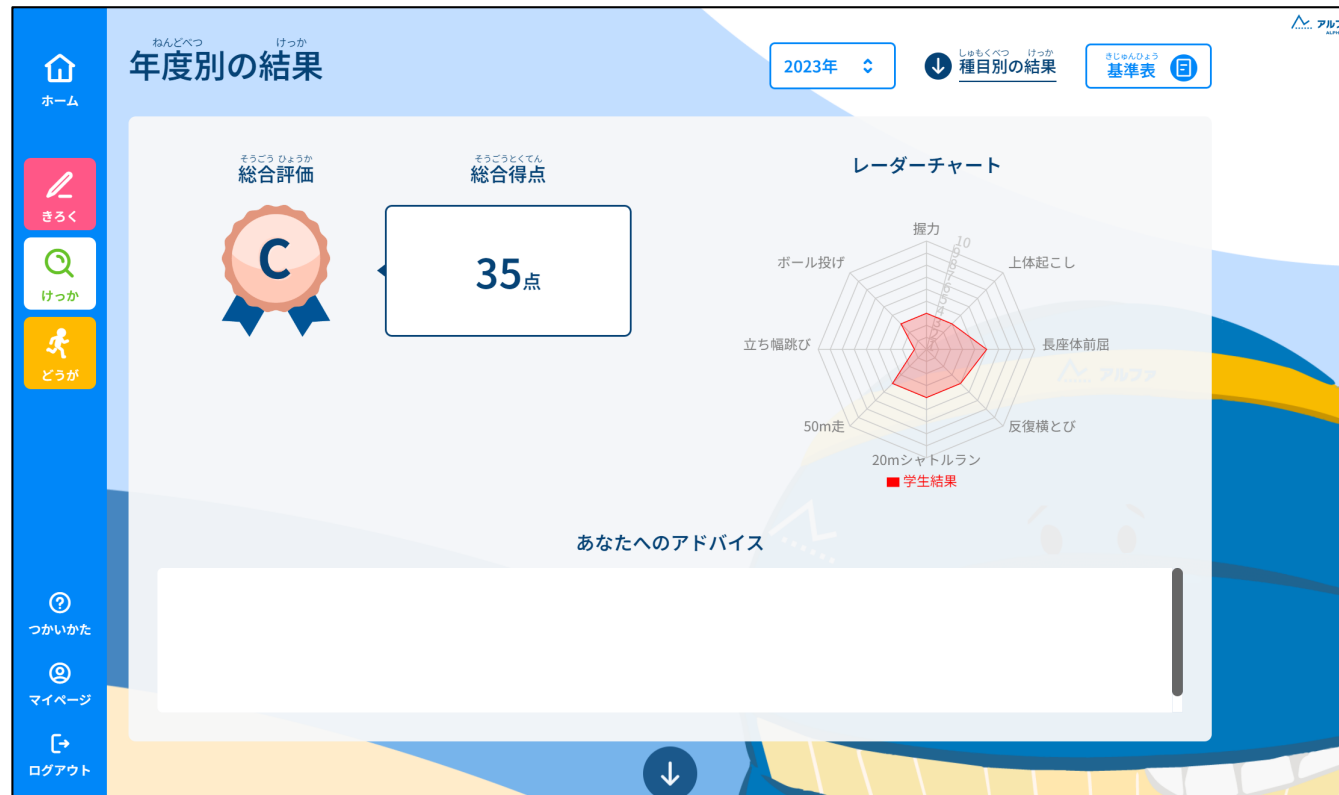 ホーム
きろく
けっか
どうが
つかいかた
マイページ
ログアウト
ねんどべつ けっか
年度別の結果
2023年
しゅもくべつ けっか
種目別の結果
きじゅんひょう
基準表
そうごう ひょうか
総合評価
C
そうごうとくてん
総合得点
35点
レーダーチャート
握力
10
上体起こし
長座体前屈
反復横とび
20mシャトルラン
50m走
立ち幅跳び
ボール投げ
学生結果
アルファ
あなたへのアドバイス